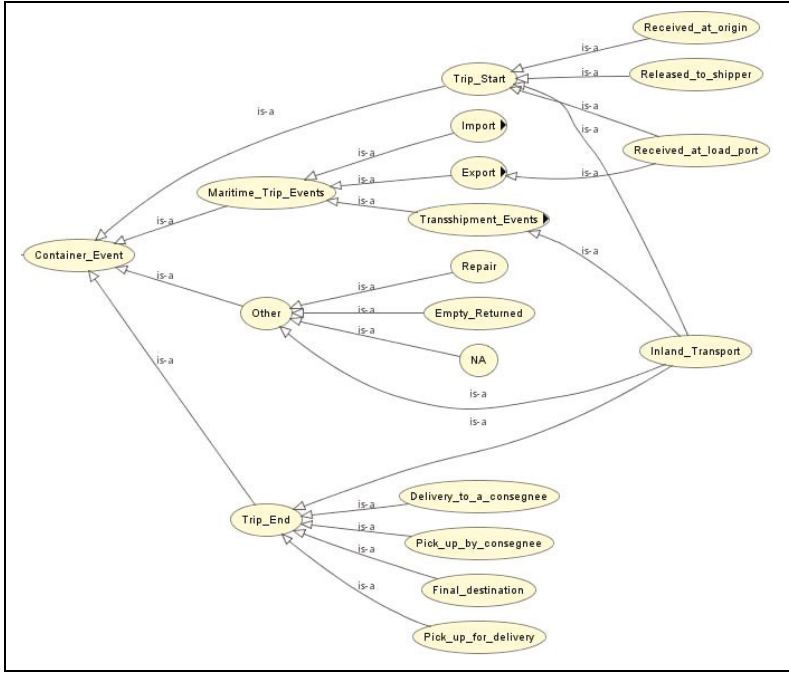 Received_at_origin
is-a
Trip_Start
is-a
Released_to_shipper
is-a
is-a
Import
is-a
is-a
Received_at_load_port
Export
is-a
Maritime_Trip_Events
is-a
is-a
Transshipment_Events
is-a
Container_Event
is-a
Repair
is-a
is-a
Other
is-a
Empty_Returned
is-a
NA
Inland_Transport
is-a
is-a
is-a
Delivery_to_a_consegnee
is-a
Trip_End
is-a
Pick_up_by_consegnee
is-a
Final_destination
is-a
Pick_up_for_delivery